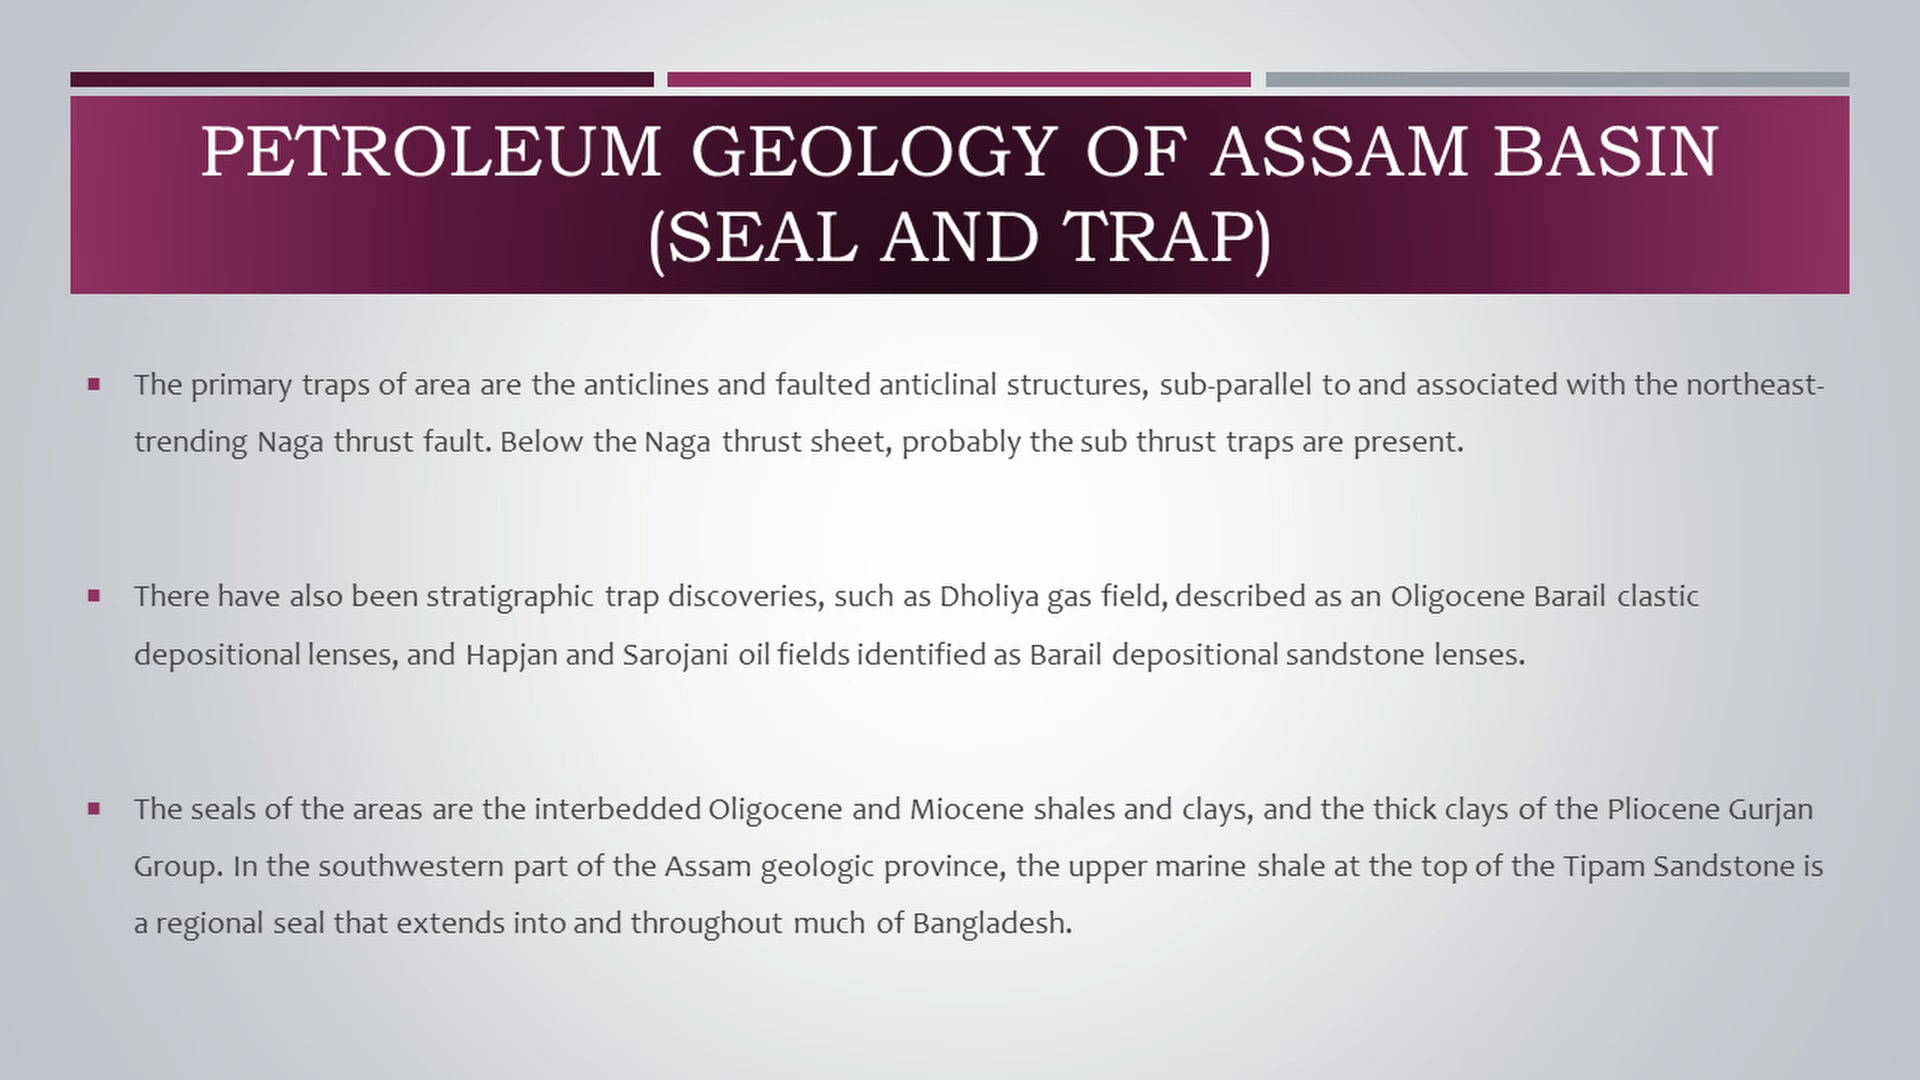 PETROLEUM GEOLOGY OF ASSAM BASIN
(SEAL AND TRAP)
The primary traps of area are the anticlines and faulted anticlinal structures, sub-parallel to and associated with the northeast-
trending Naga thrust fault. Below the Naga thrust sheet, probably the sub thrust traps are present.
There have also been stratigraphic trap discoveries, such as Dholiya gas field, described as an Oligocene Barail clastic
depositional lenses, and Hapjan and Sarojani oil fields identified as Barail depositional sandstone lenses.
The seals of the areas are the interbedded Oligocene and Miocene shales and clays, and the thick clays of the Pliocene Gurjan
Group. In the southwestern part of the Assam geologic province, the upper marine shale at the top of the Tipam Sandstone is
a regional seal that extends into and throughout much of Bangladesh.